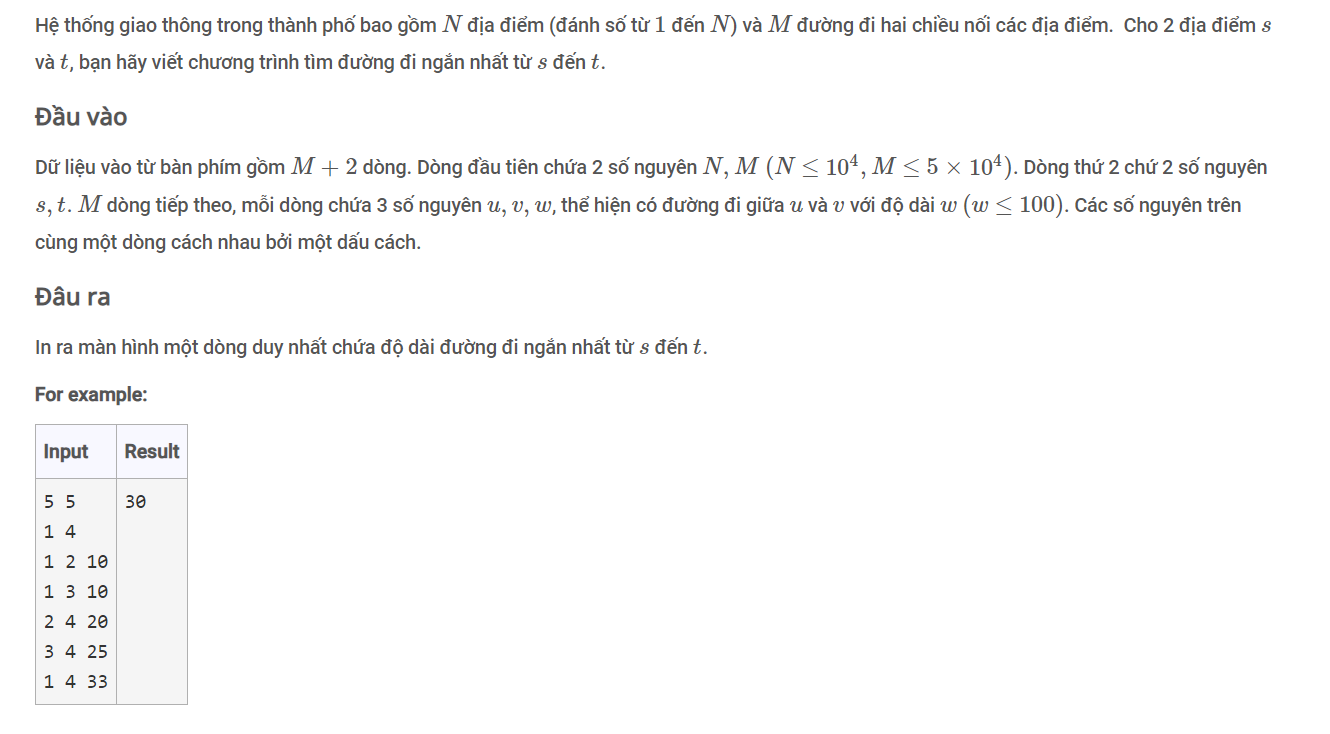 Hệ thống giao thông trong thành phố bao gồm N địa điểm (đánh số từ 1 đến N) và M đường đi hai chiều nối các địa điểm. Cho 2 địa điểm s
và t, bạn hãy viết chương trình tìm đường đi ngắn nhất từ s đến t.
Đầu vào
Dữ liệu vào từ bàn phím gồm M + 2 dòng. Dòng đầu tiên chứa 2 số nguyên N, M (N ≤ 10⁴, M ≤ 5 × 10⁴). Dòng thứ 2 chứ 2 số nguyên
s, t. M dòng tiếp theo, mỗi dòng chứa 3 số nguyên u, v, w, thể hiện có đường đi giữa u và v với độ dài w (w ≤ 100). Các số nguyên trên
cùng một dòng cách nhau bởi một dấu cách.
Đâu ra
In ra màn hình một dòng duy nhất chứa độ dài đường đi ngắn nhất từ s đến t.
For example:
Input Result
5 5 30
1 4
1 2 10
1 3 10
2 4 20
3 4 25
1 4 33